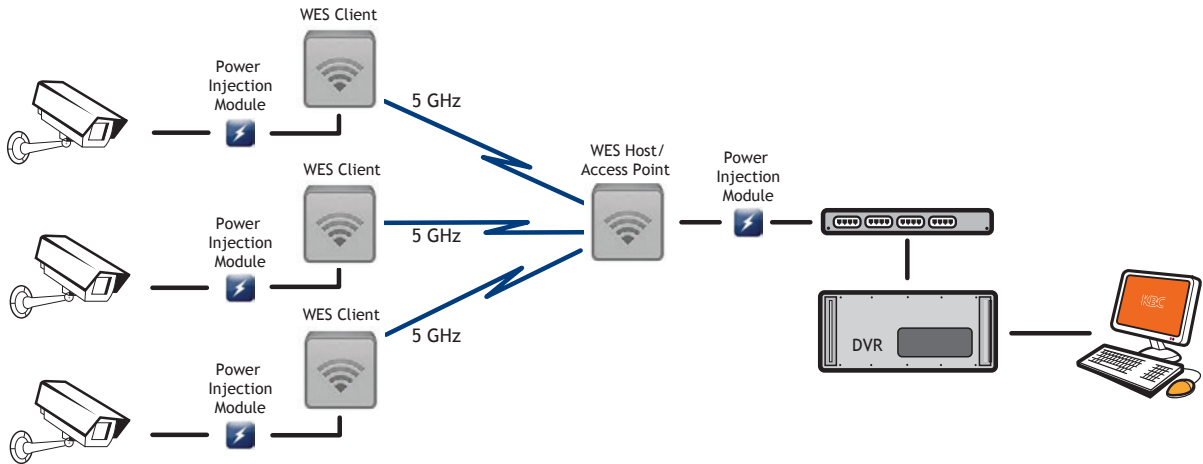 WES Client
Power
Injection
Module
5 GHz
WES Client
Power
Injection
Module
5 GHz
WES Client
Power
Injection
Module
5 GHz
WES Host/
Access Point
Power
Injection
Module
DVR
KBC